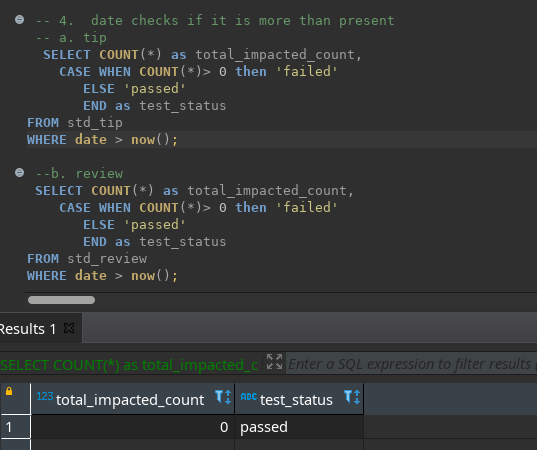 -- 4.  date checks if it is more than present
-- a. tip
SELECT COUNT(*) as total_impacted_count,
CASE WHEN COUNT(*)> 0 then 'failed'
ELSE 'passed'
END as test_status
FROM std_tip
WHERE date > now();
--b. review
SELECT COUNT(*) as total_impacted_count,
CASE WHEN COUNT(*)> 0 then 'failed'
ELSE 'passed'
END as test_status
FROM std_review
WHERE date > now();
Results 1
SELECT COUNT(*) as total_impacted_c Enter a SQL expression to filter results
123 total_impacted_count ABC test_status
1 0 passed